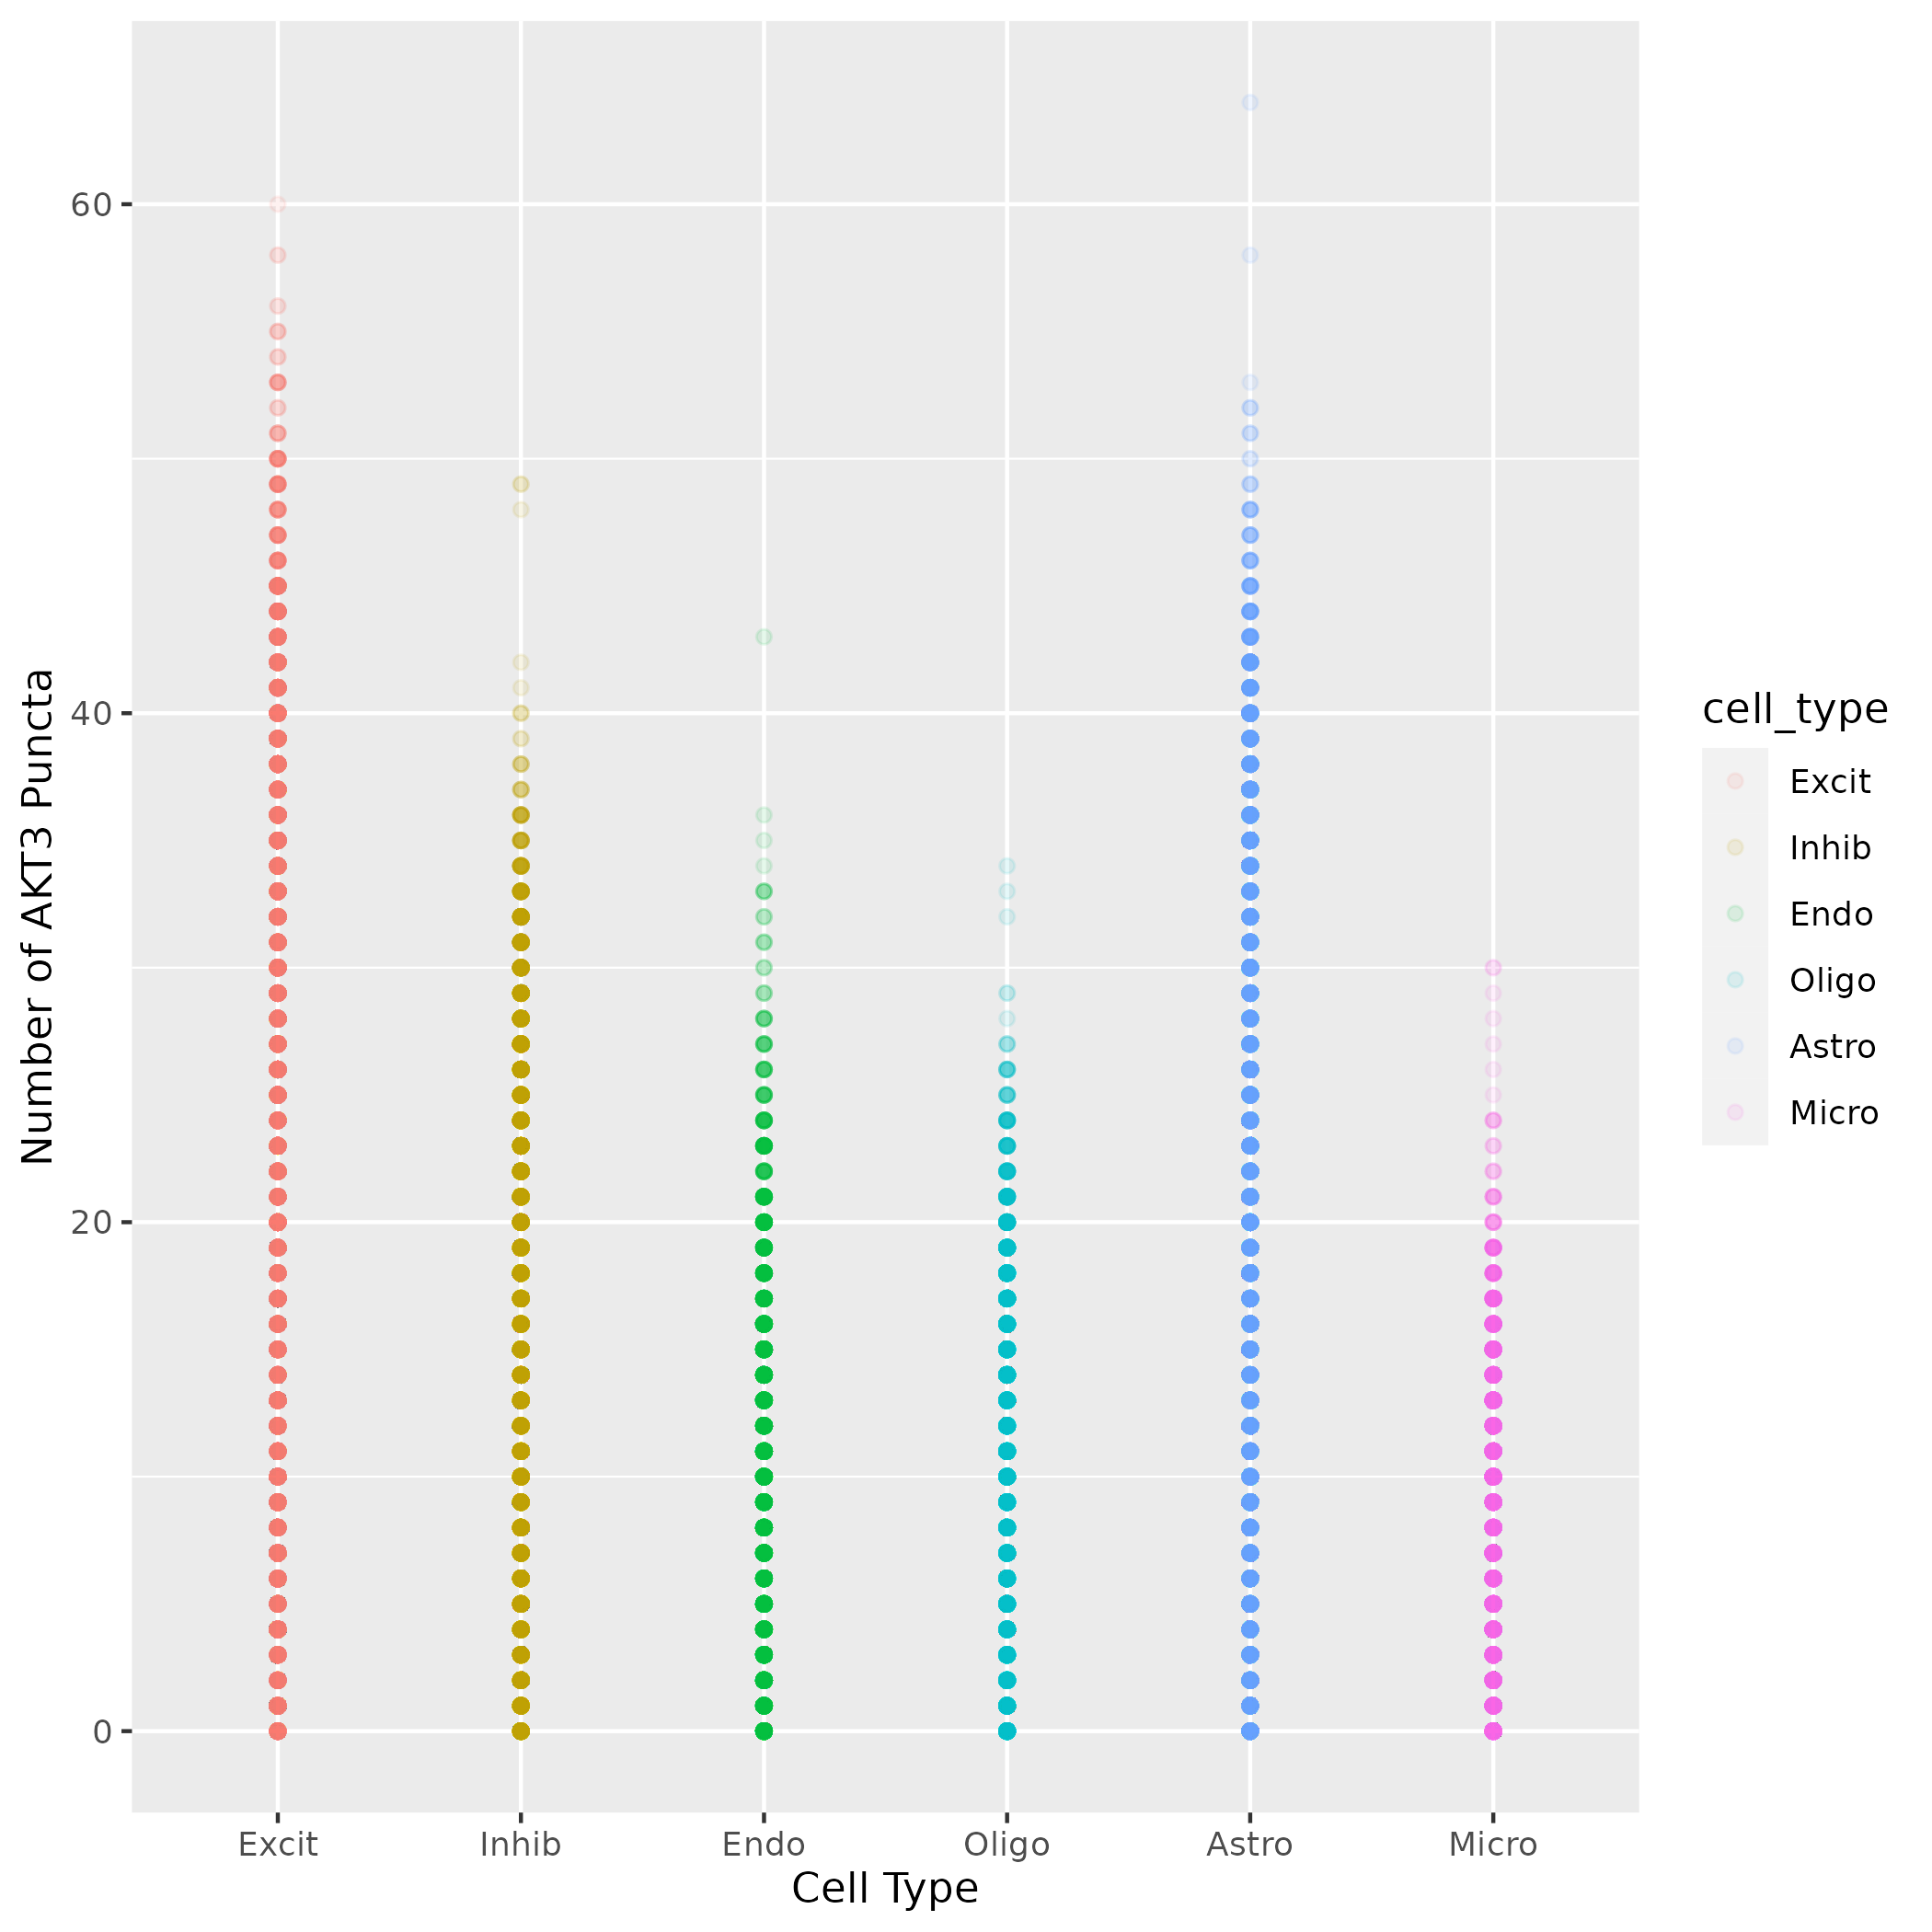 Number of AKT3 Puncta
60
40
20
0
Excit
Inhib
Endo
Oligo
Astro
Micro
Cell Type
cell_type
Excit
Inhib
Endo
Oligo
Astro
Micro